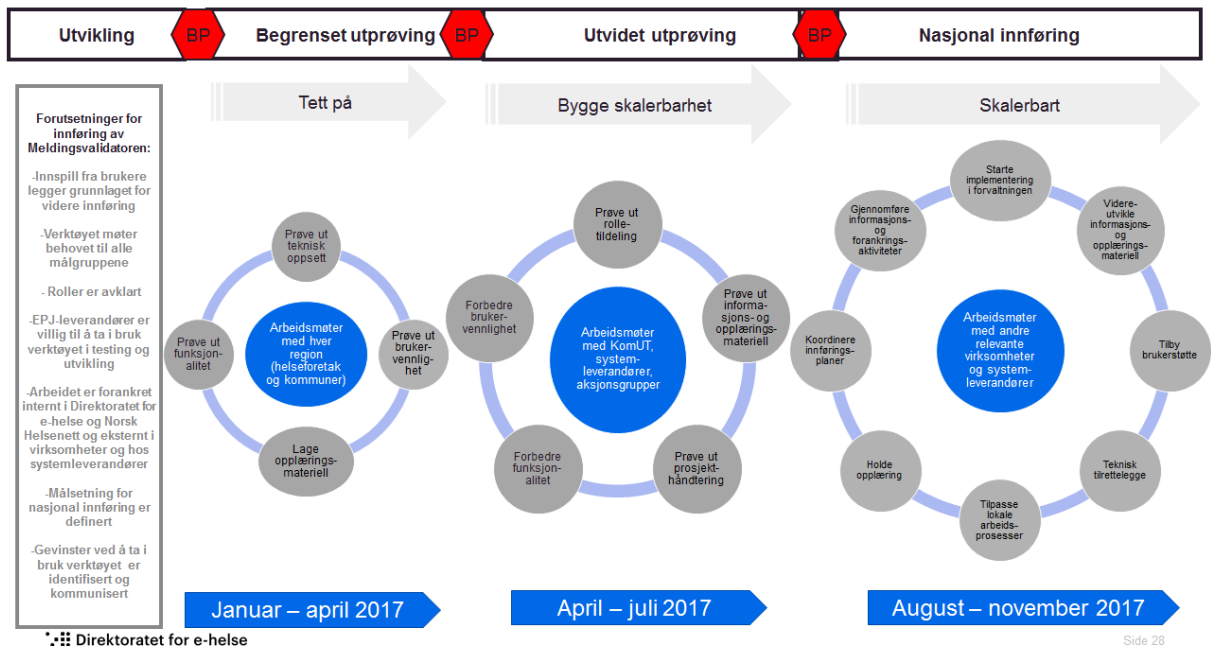 Utvikling
BP
Begrenset utprøving
BP
Utvidet utprøving
BP
Nasjonal innføring
Tett på
Bygge skalerbarhet
Skalerbart
Forutsetninger for
innføring av
Meldingsvalidatoren:
-Innspill fra brukere
legger grunnlaget for
videre innføring
-Verktøyet møter
behovet til alle
målgruppene
- Roller er avklart
-EPJ-leverandører er
villig til å ta i bruk
verktøyet i testing og
utvikling
-Arbeidet er forankret
internt i Direktoratet for
e-helse og Norsk
Helsenett og eksternt i
virksomheter og hos
systemleverandører
-Målsetning for
nasjonal innføring er
definert
-Gevinster ved å ta i
bruk verktøyet er
identifisert og
kommunisert
Prøve ut
teknisk
oppsett
Prøve ut
bruker-
vennlig-
het
Lage
opplærings-
materiell
Prøve ut
funksjon-
alitet
Arbeidsmøter
med hver
region
(helseforetak
og kommuner)
Prøve ut
rolle-
tildeling
Prøve ut
informa-
sjons- og
opplærings-
materiell
Prøve ut
prosjekt-
håndtering
Forbedre
funksjon-
alitet
Forbedre
bruker-
vennlighet
Arbeidsmøter
med KomUT,
system-
leverandører,
aksjonsgrupper
Starte
implementering
i forvaltningen
Videre-
utvikle
informasjons-
og
opplærings-
materiell
Tilby
brukerstøtte
Teknisk
tilrettelegge
Tilpasse
lokale
arbeids-
prosesser
Holde
opplæring
Koordinere
innførings-
planer
Gjennomføre
informasjons-
og
forankrings-
aktiviteter
Arbeidsmøter
med andre
relevante
virksomheter
og system-
leverandører
Januar – april 2017
April – juli 2017
August – november 2017
Direktoratet for e-helse
Side 28